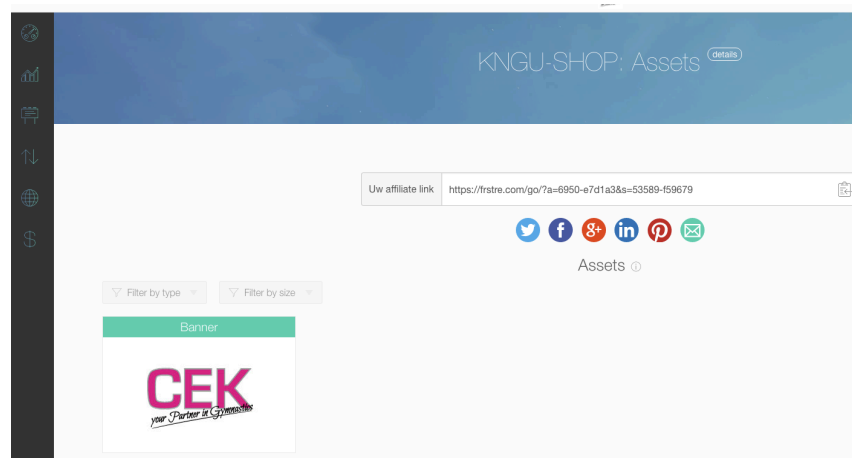 KNGU-SHOP: Assets details
Uw affiliate link https://frstre.com/go/?a=6950-e7d1a3&s=53589-f59679
Assets
Filter by type Filter by size
Banner
CEK
your Partner in Gymnastics